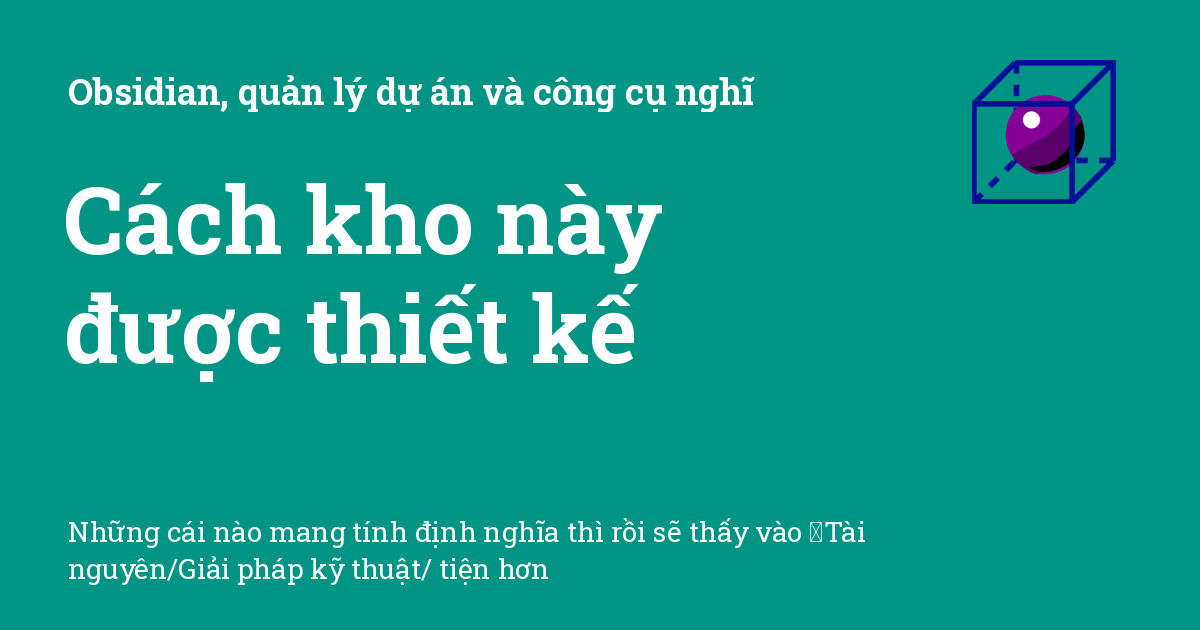 Obsidian, quản lý dự án và công cụ nghĩ
Cách kho này
được thiết kế
Những cái nào mang tính định nghĩa thì rồi sẽ thấy vào Tài
nguyên/Giải pháp kỹ thuật/ tiện hơn